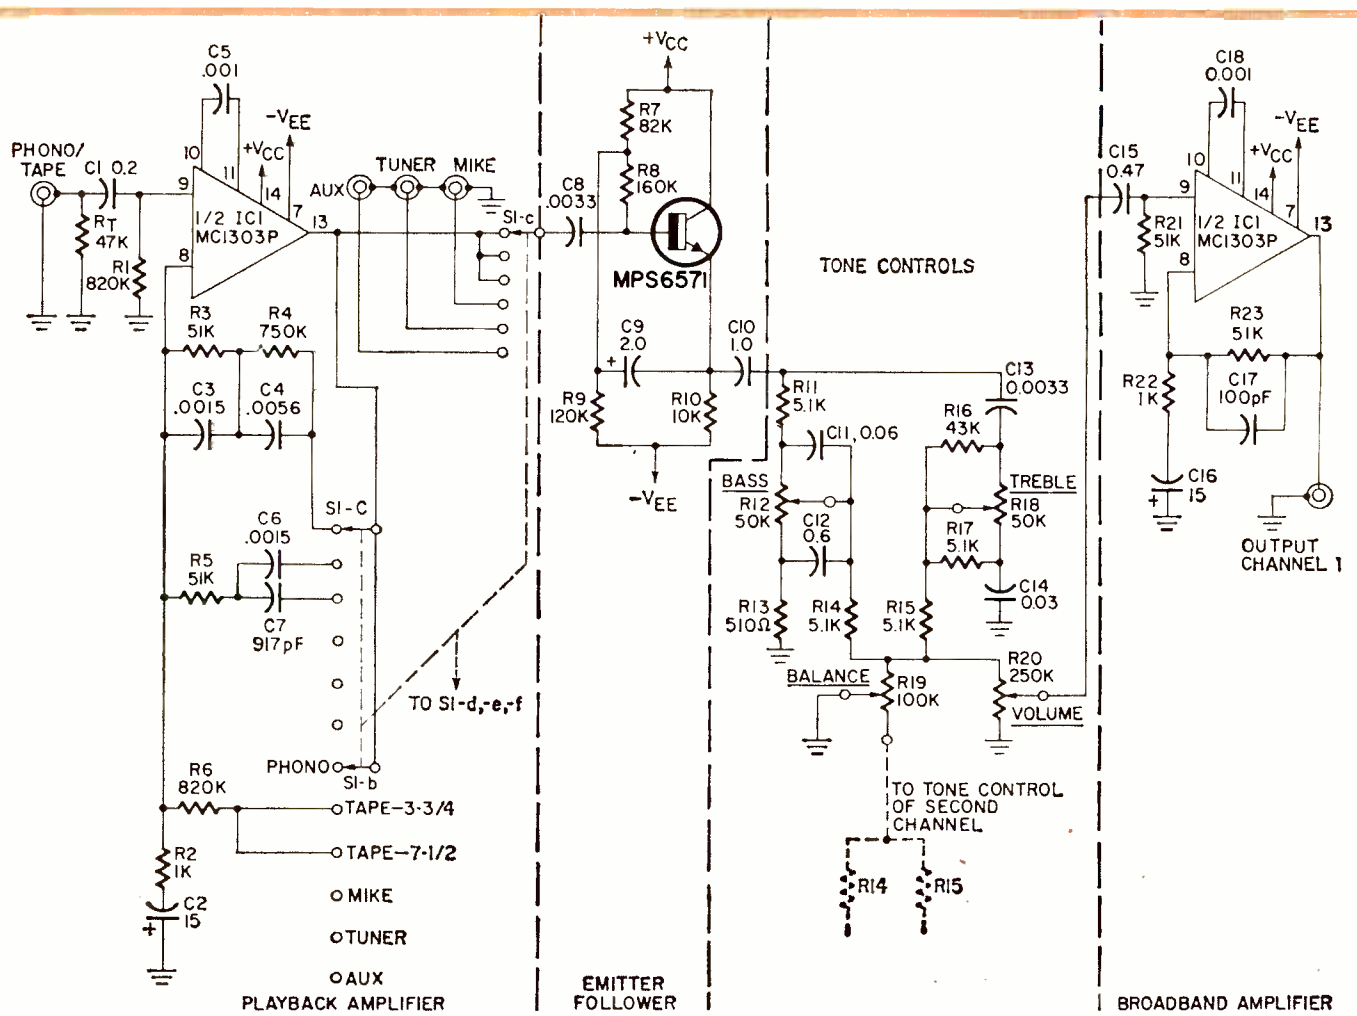 PHONO/
TAPE
C1 0.2
RT
47K
R1
820K
C5
.001
-VEE
+VCC
10
11
14
7
9
8
13
1/2 IC1
MC1303P
R3
51K
R4
750K
C3
.0015
C4
.0056
TUNER
MIKE
AUX
S1-c
S1-C
C6
.0015
R5
51K
C7
917pF
TO S1-d,-e,-f
PHONO
S1-b
R6
820K
TAPE-3-3/4
TAPE-7-1/2
MIKE
TUNER
AUX
R2
1K
C2
15
+
PLAYBACK AMPLIFIER
+VCC
R7
82K
R8
160K
C8
.0033
MPS6571
C9
2.0
+
R9
120K
R10
10K
C10
1.0
-VEE
EMITTER
FOLLOWER
TONE CONTROLS
R11
5.1K
C11, 0.06
BASS
R12
50K
C12
0.6
R13
510Ω
R14
5.1K
C13
0.0033
R16
43K
TREBLE
R18
50K
R17
5.1K
C14
0.03
R15
5.1K
BALANCE
R19
100K
R20
250K
VOLUME
TO TONE CONTROL
OF SECOND
CHANNEL
R14
R15
C15
0.47
R21
51K
C18
0.001
-VEE
+VCC
10
11
14
7
9
8
13
1/2 IC1
MC1303P
R23
51K
C17
100pF
R22
1K
C16
15
+
OUTPUT
CHANNEL 1
BROADBAND AMPLIFIER